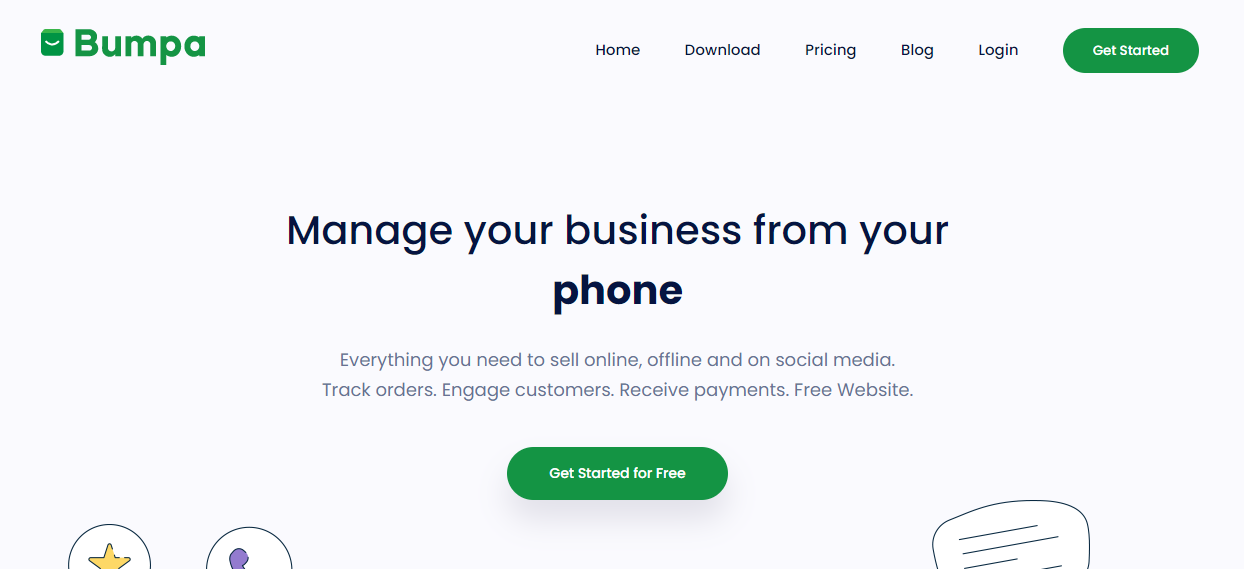 Bumpa
Home Download Pricing Blog Login Get Started
Manage your business from your
phone
Everything you need to sell online, offline and on social media.
Track orders. Engage customers. Receive payments. Free Website.
Get Started for Free